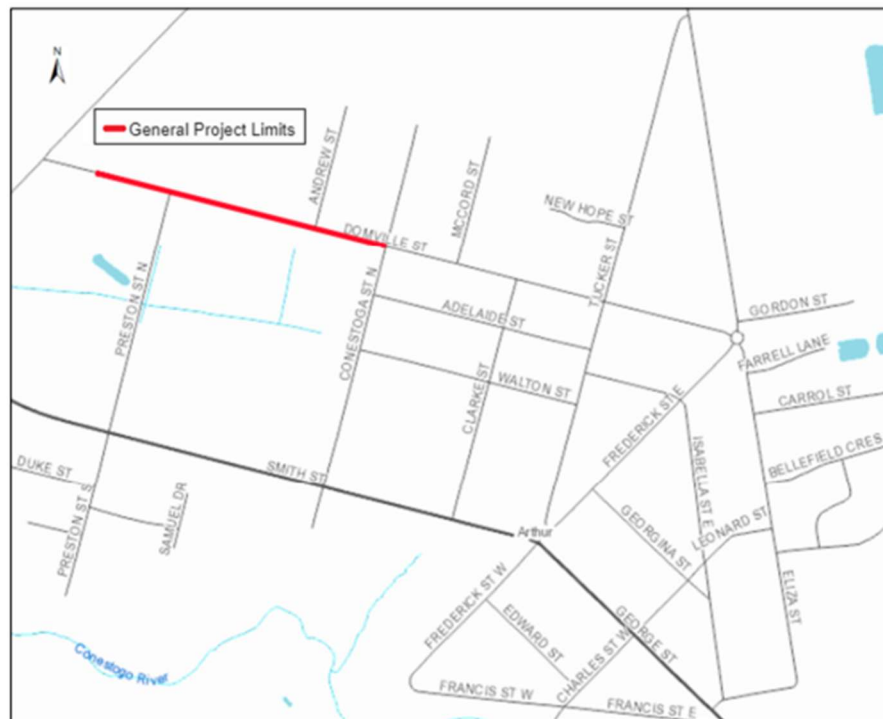 N
General Project Limits
ANDREW ST
MCCORD ST
NEW HOPE ST
DOMVILLE ST
TUCKER ST
PRESTON ST N
CONESTOGA ST N
ADELAIDE ST
GORDON ST
FARRELL LANE
WALTON ST
CLARKE ST
CARROL ST
FREDERICK ST E
ISABELLA ST E
BELLEFIELD CRES
DUKE ST
SMITH ST
PRESTON ST S
SAMUEL DR
GEORGINA ST
LEONARD ST
Arthur
ELIZA ST
FREDERICK ST W
EDWARD ST
GEORGE ST
CHARLES ST W
Conestogo River
FRANCIS ST W
FRANCIS ST E